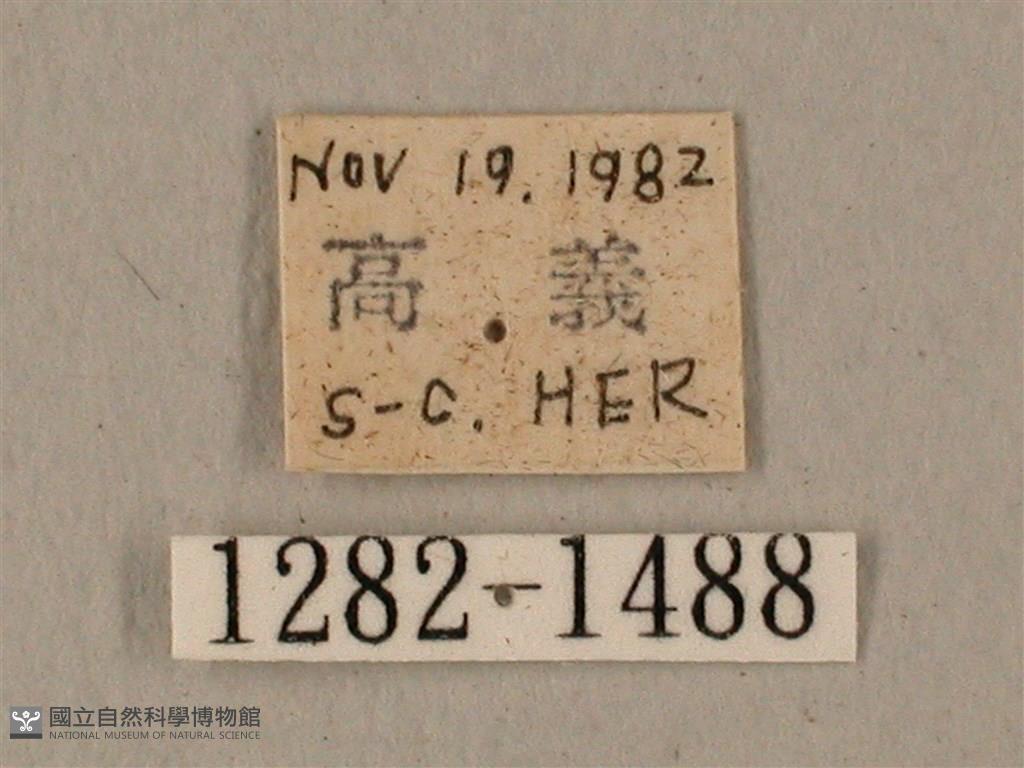 NOV 19. 1982
高 義
S-C. HER
1282-1488
國立自然科學博物館
NATIONAL MUSEUM OF NATURAL SCIENCE